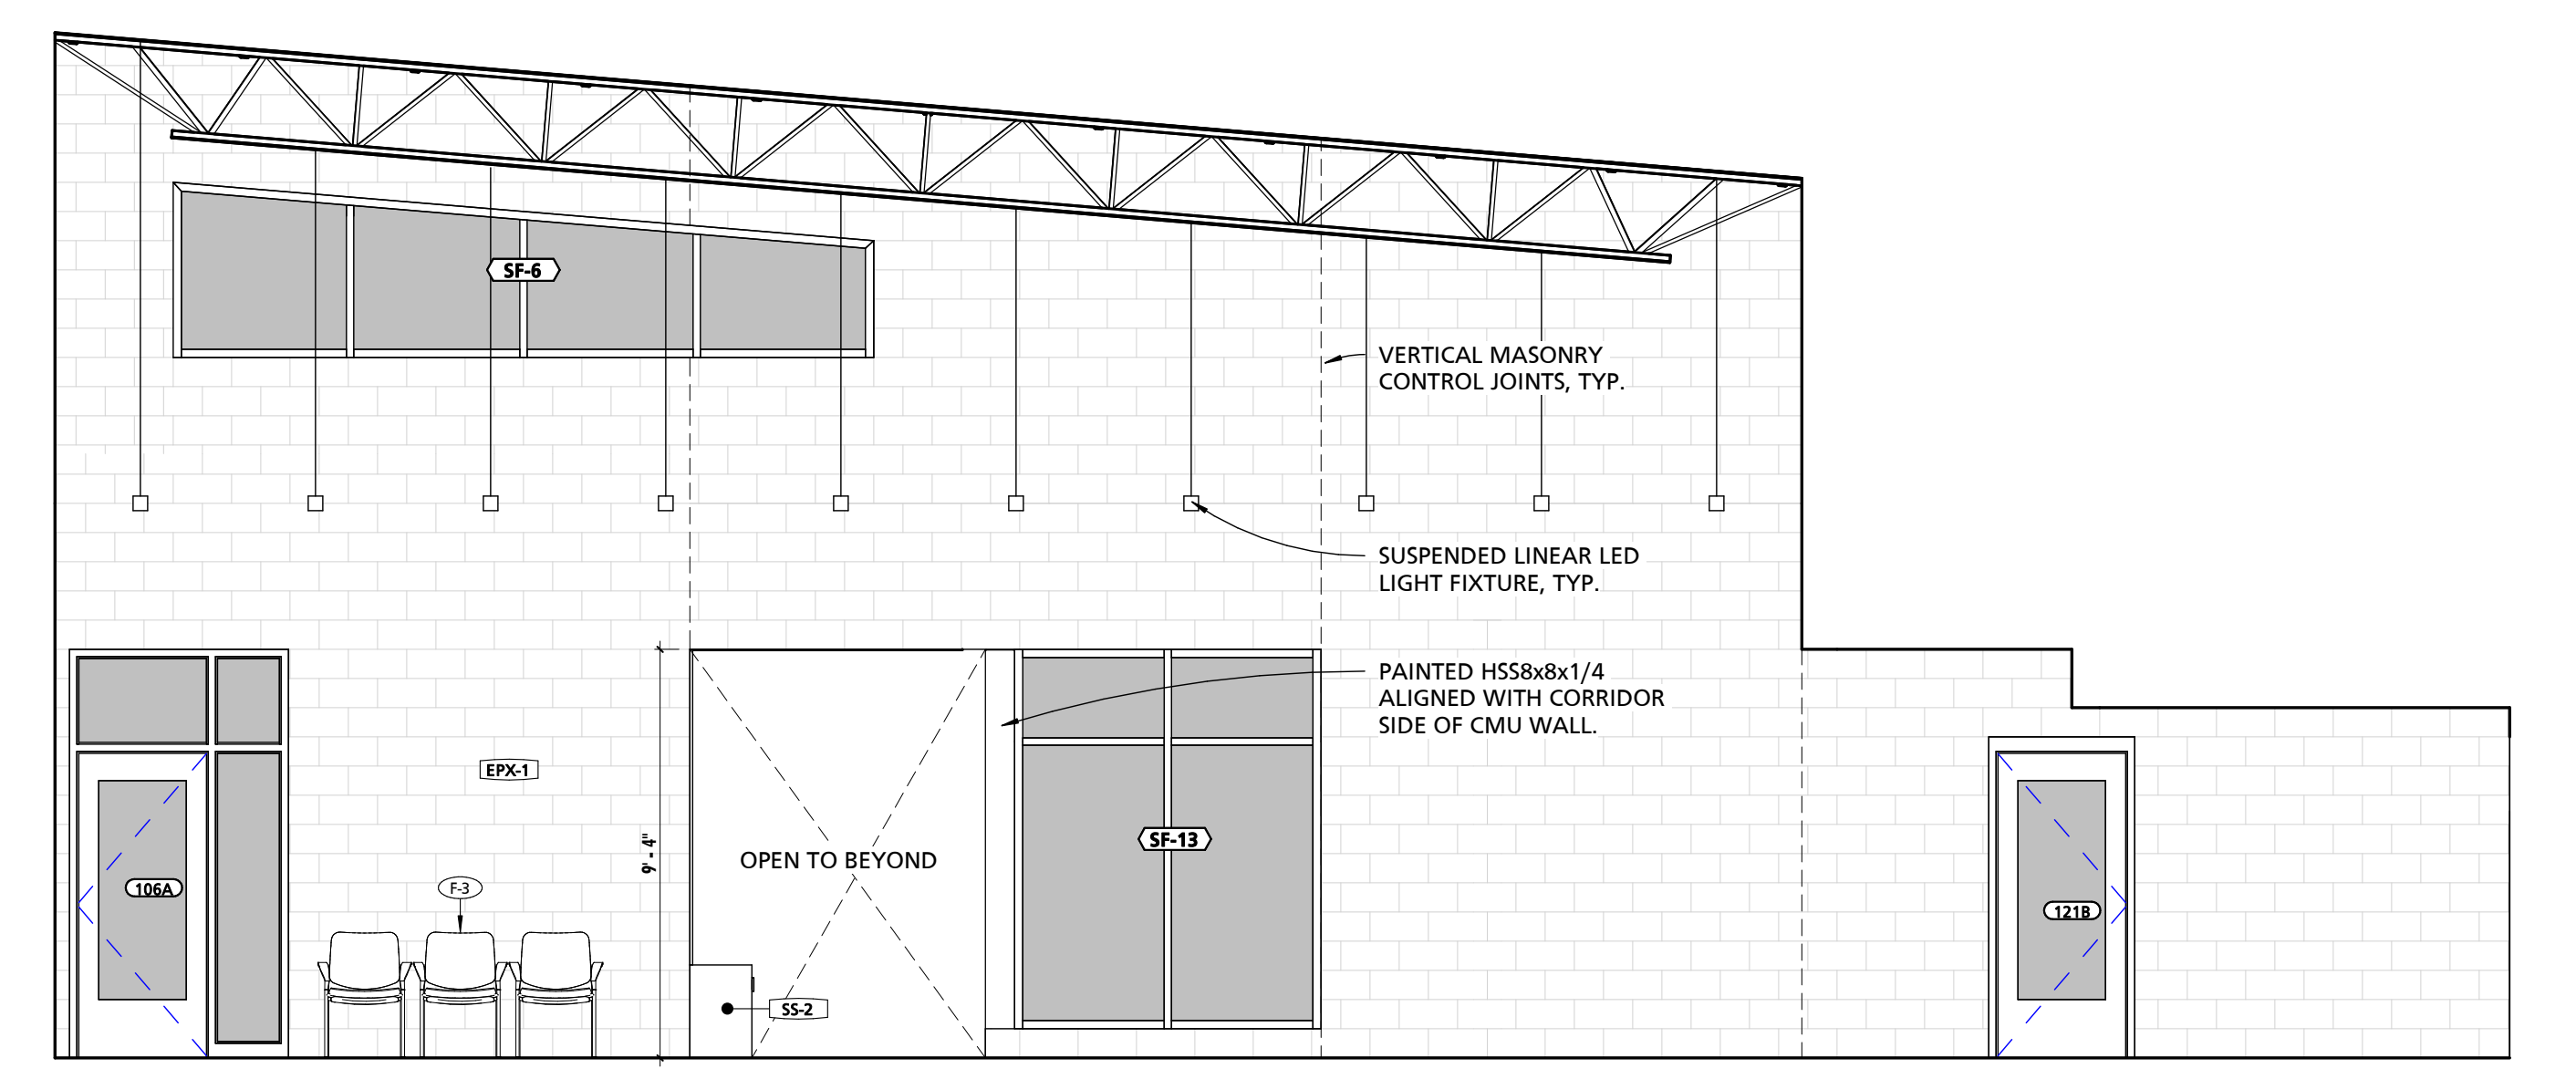 SF-6
VERTICAL MASONRY
CONTROL JOINTS, TYP.
SUSPENDED LINEAR LED
LIGHT FIXTURE, TYP.
PAINTED HSS8x8x1/4
ALIGNED WITH CORRIDOR
SIDE OF CMU WALL.
EPX-1
9' - 4"
SF-13
OPEN TO BEYOND
106A
F-3
121B
SS-2